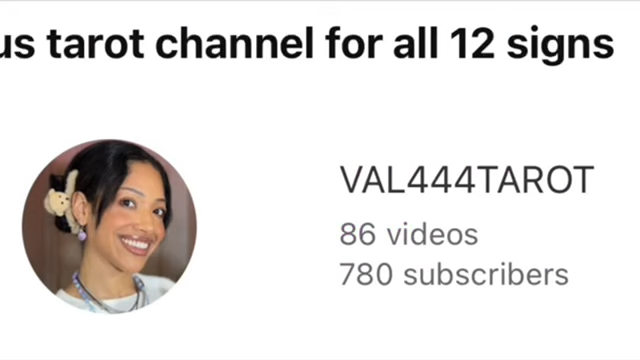 us tarot channel for all 12 signs
VAL444TAROT
86 videos
780 subscribers